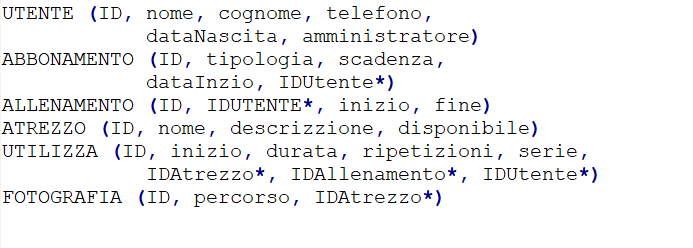 UTENTE (ID, nome, cognome, telefono,
dataNascita, amministratore)
ABBONAMENTO (ID, tipologia, scadenza,
dataInzio, IDUtente*)
ALLENAMENTO (ID, IDUTENTE*, inizio, fine)
ATREZZO (ID, nome, descrizzione, disponibile)
UTILIZZA (ID, inizio, durata, ripetizioni, serie,
IDAtrezzo*, IDAllenamento*, IDUtente*)
FOTOGRAFIA (ID, percorso, IDAtrezzo*)